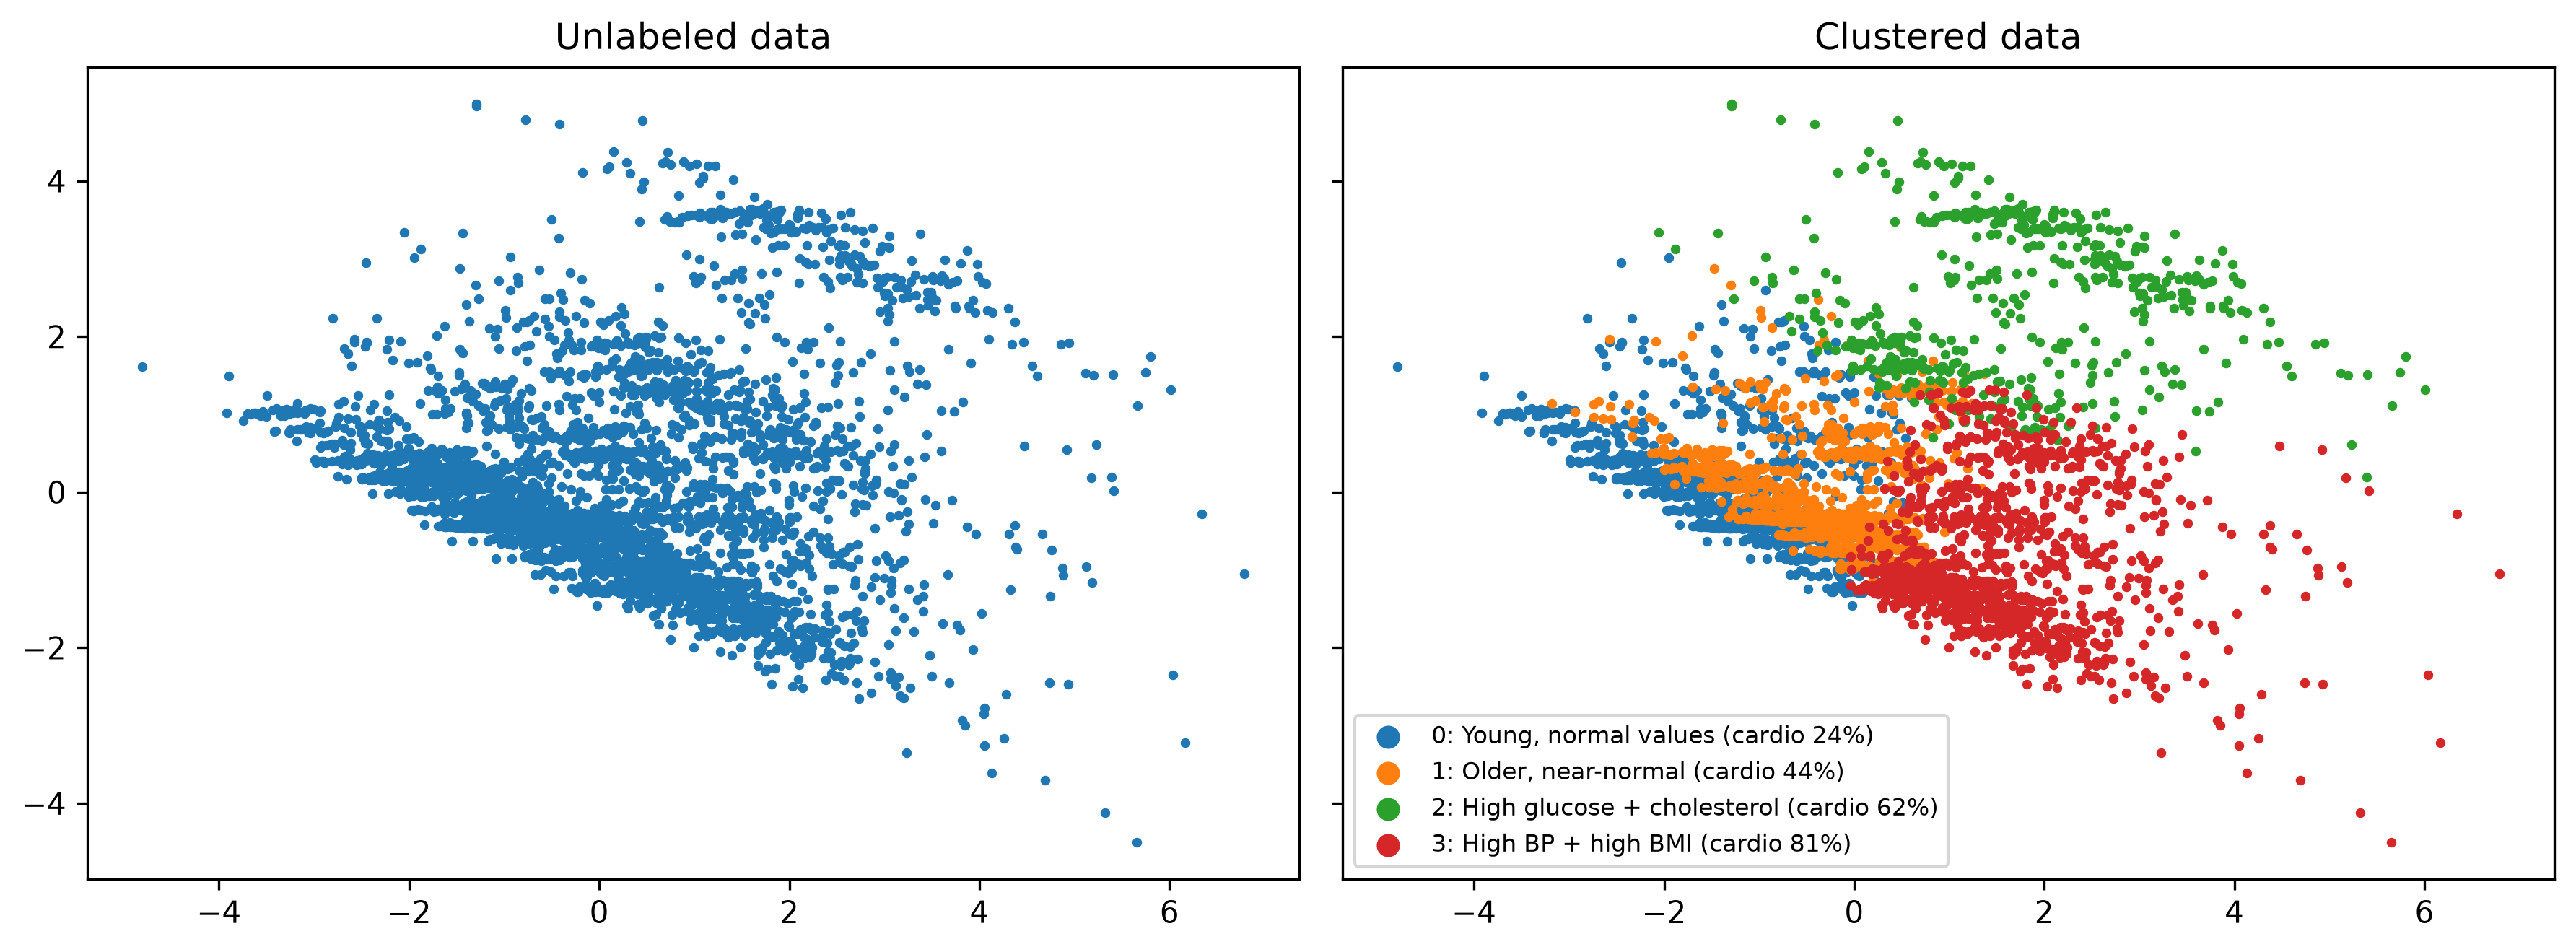 Unlabeled data
Clustered data
4
2
0
−2
−4
0: Young, normal values (cardio 24%)
1: Older, near-normal (cardio 44%)
2: High glucose + cholesterol (cardio 62%)
3: High BP + high BMI (cardio 81%)
−4 −2 0 2 4 6
−4 −2 0 2 4 6